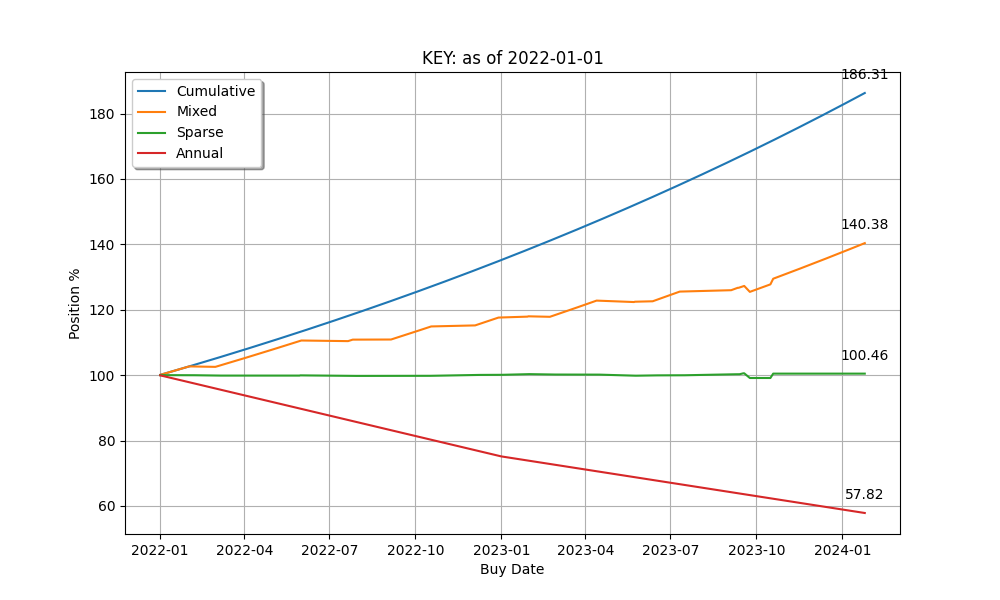 KEY: as of 2022-01-01
Cumulative
Mixed
Sparse
Annual
186.31
140.38
100.46
57.82
Position %
180
160
140
120
100
80
60
2022-01 2022-04 2022-07 2022-10 2023-01 2023-04 2023-07 2023-10 2024-01
Buy Date